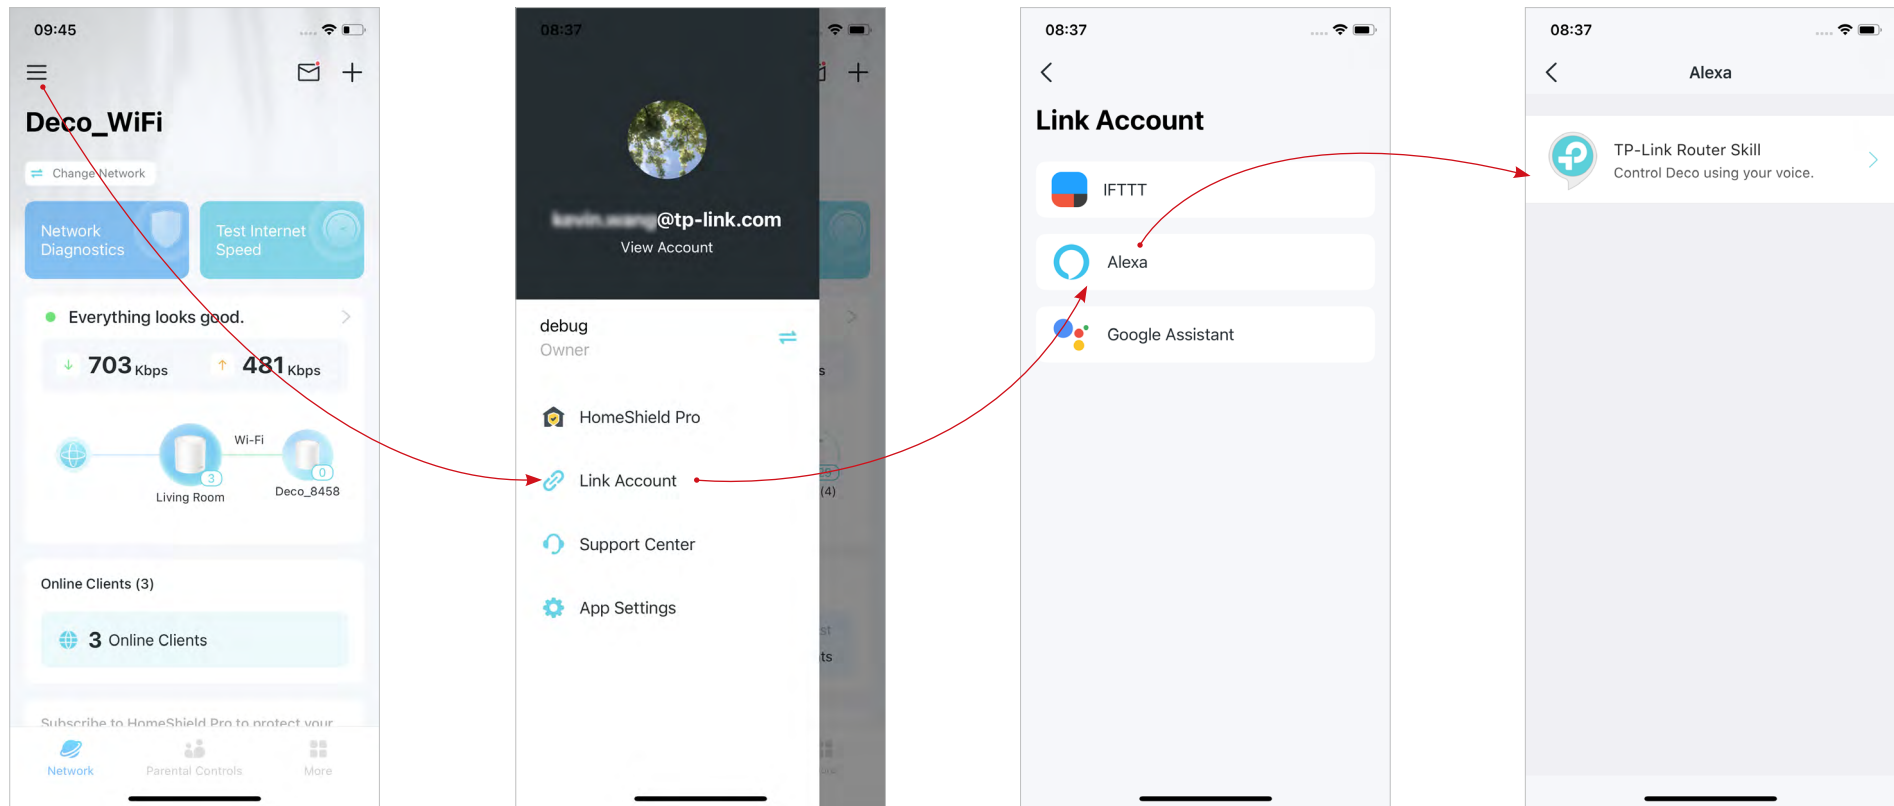 09:45
Deco_WiFi
Change Network
Network
Diagnostics
Test Internet
Speed
Everything looks good.
703 Kbps
481 Kbps
Wi-Fi
3
0
Living Room
Deco_8458
Online Clients (3)
3 Online Clients
Subscribe to HomeShield Pro to protect your
Network
Parental Controls
More
08:37
@tp-link.com
View Account
debug
Owner
HomeShield Pro
Link Account
Support Center
App Settings
s
(4)
st
ts
08:37
Link Account
IFTTT
Alexa
Google Assistant
08:37
Alexa
TP-Link Router Skill
Control Deco using your voice.